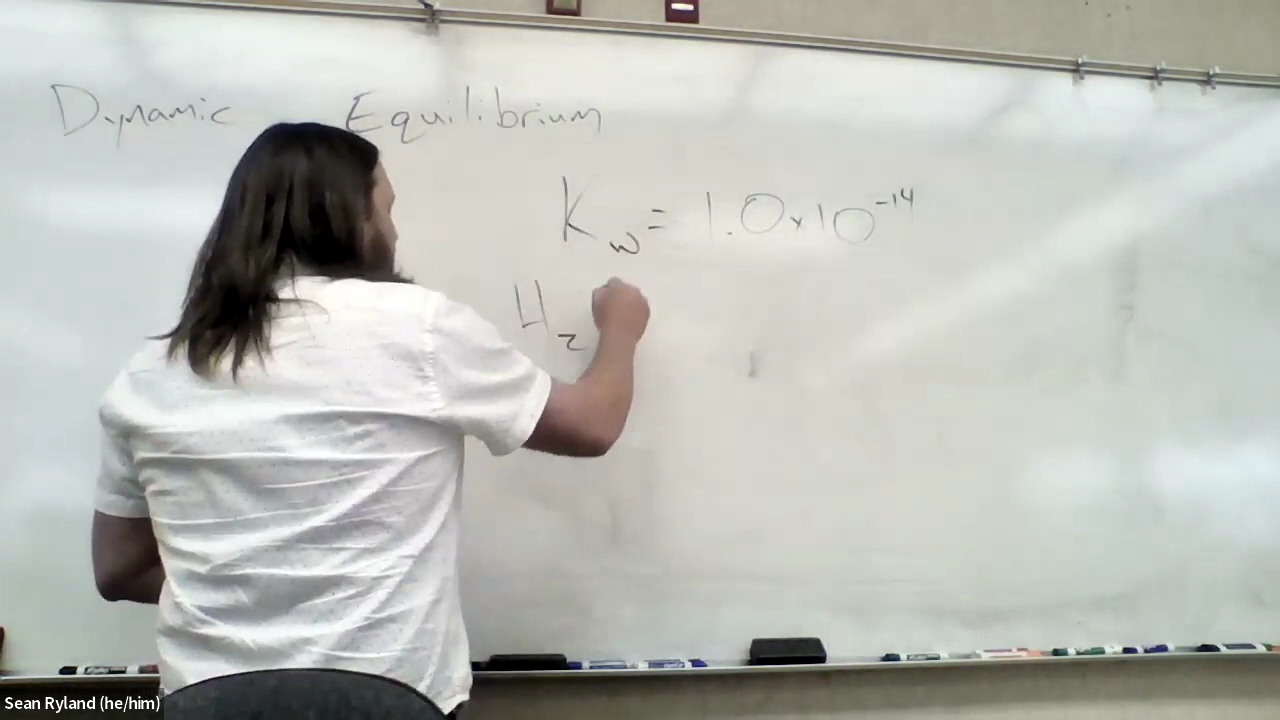 Dynamic Equilibrium
Kw = 1.0x10^-14
H2
Sean Ryland (he/him)